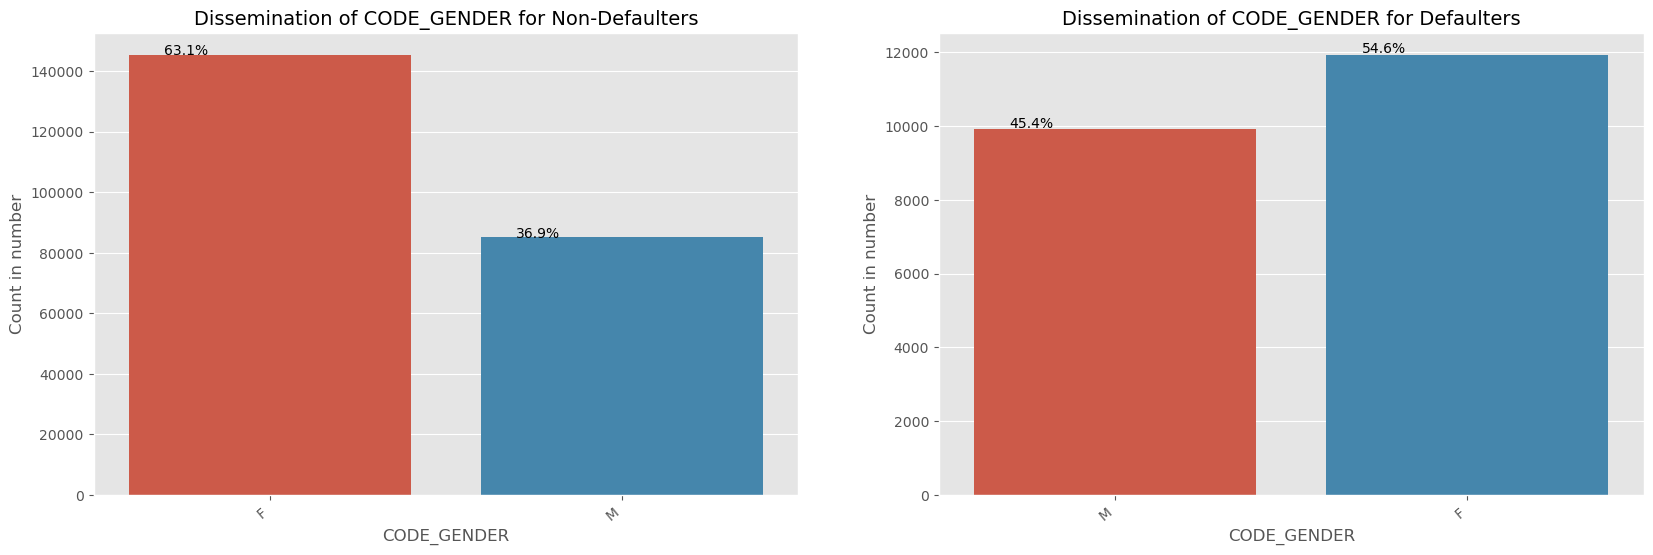 Dissemination of CODE_GENDER for Non-Defaulters
63.1%
36.9%
140000
120000
100000
80000
60000
40000
20000
0
Count in number
F
M
CODE_GENDER
Dissemination of CODE_GENDER for Defaulters
45.4%
54.6%
12000
10000
8000
6000
4000
2000
0
Count in number
M
F
CODE_GENDER